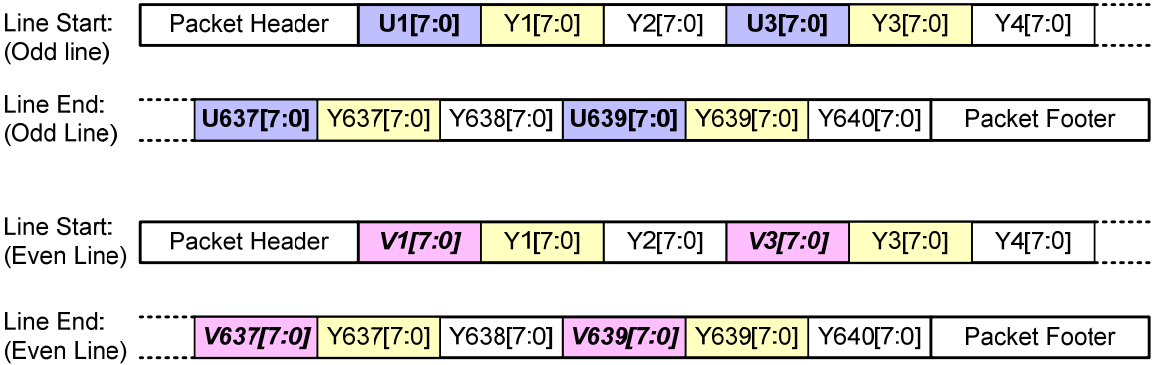 Line Start: Packet Header U1[7:0] Y1[7:0] Y2[7:0] U3[7:0] Y3[7:0] Y4[7:0]
(Odd line)
Line End: U637[7:0] Y637[7:0] Y638[7:0] U639[7:0] Y639[7:0] Y640[7:0] Packet Footer
(Odd Line)
Line Start: Packet Header V1[7:0] Y1[7:0] Y2[7:0] V3[7:0] Y3[7:0] Y4[7:0]
(Even Line)
Line End: V637[7:0] Y637[7:0] Y638[7:0] V639[7:0] Y639[7:0] Y640[7:0] Packet Footer
(Even Line)